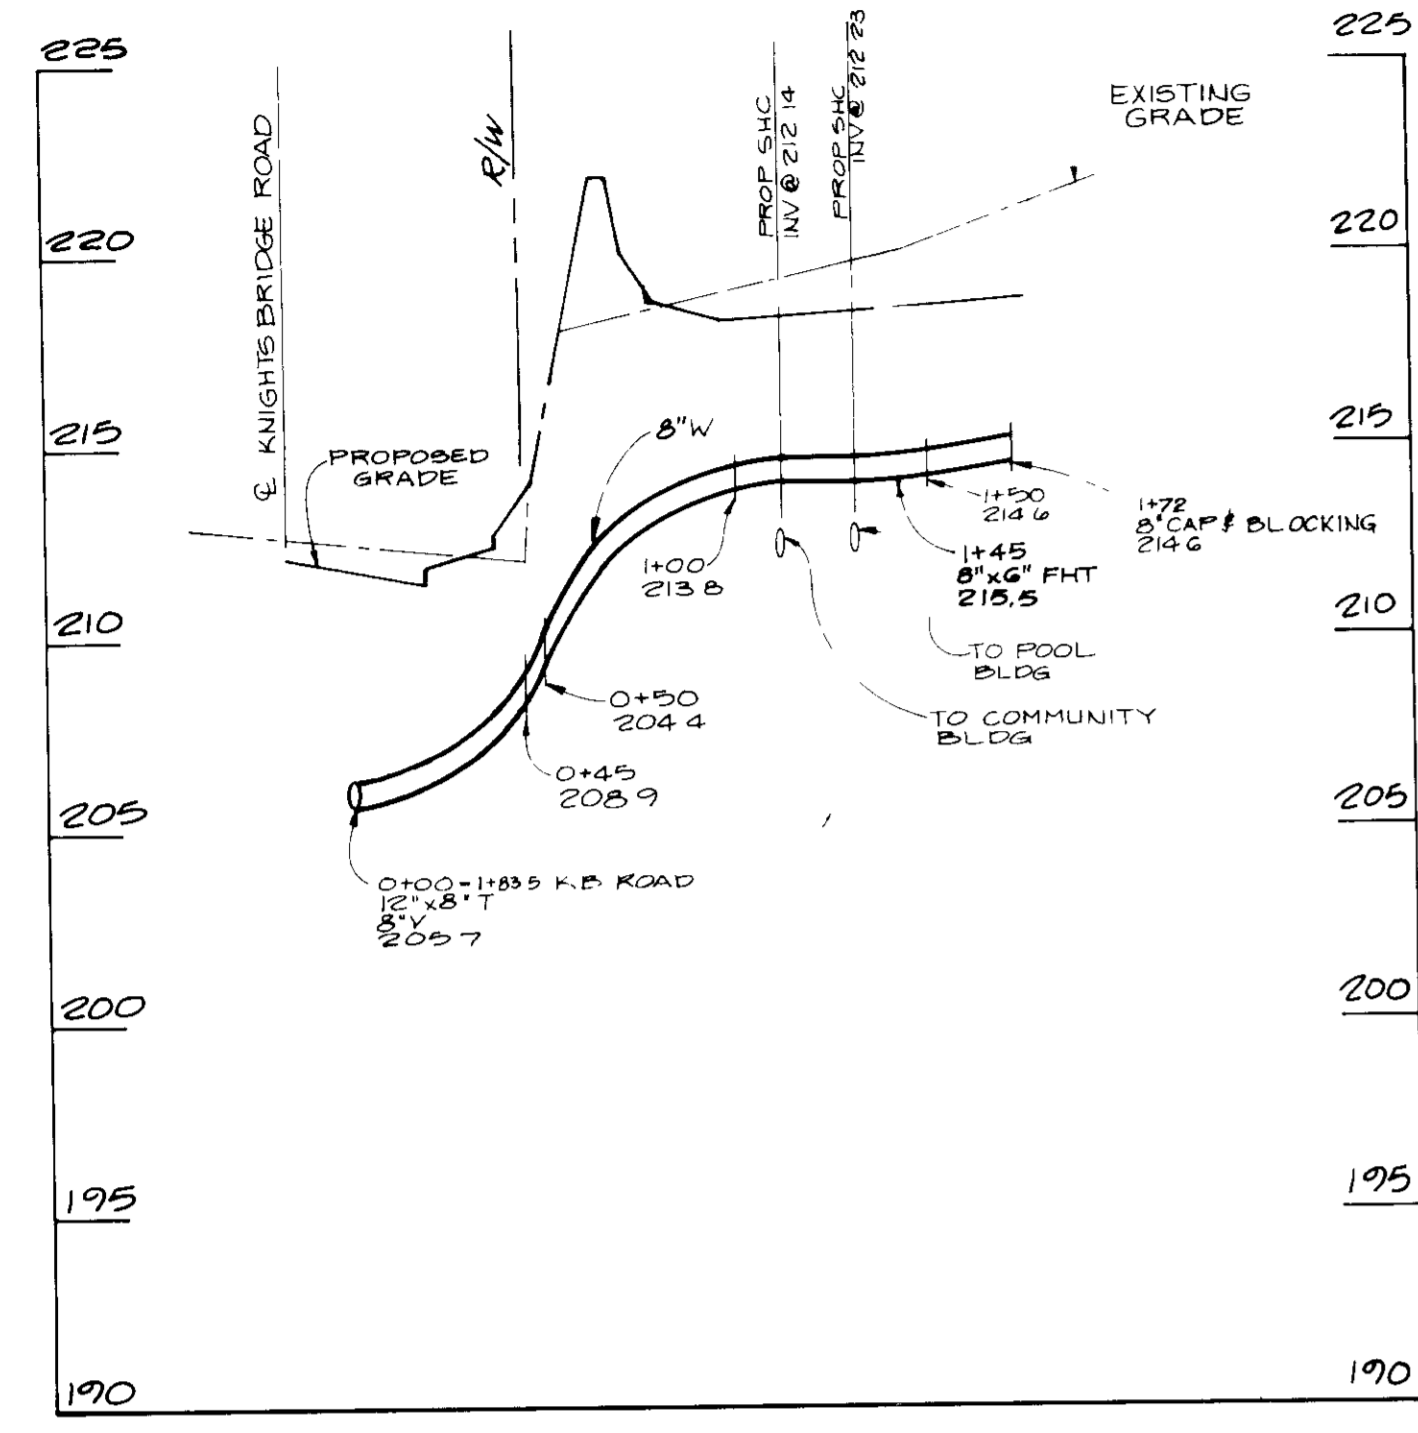 225
220
215
210
205
200
195
190
℄ KNIGHTSBRIDGE ROAD
R/W
PROP SHC
INV @ 212 14
PROP SHC
INV @ 212 23
EXISTING
GRADE
225
220
215
210
205
200
195
190
PROPOSED
GRADE
8"W
1+00
213 8
1+50
214 6
1+72
8" CAP & BLOCKING
214 6
1+45
8"x6" FHT
215.5
TO POOL
BLDG
TO COMMUNITY
BLDG
0+50
204 4
0+45
208 9
0+00=1+83 5 K.B ROAD
12"x8" T
8"V
205 7